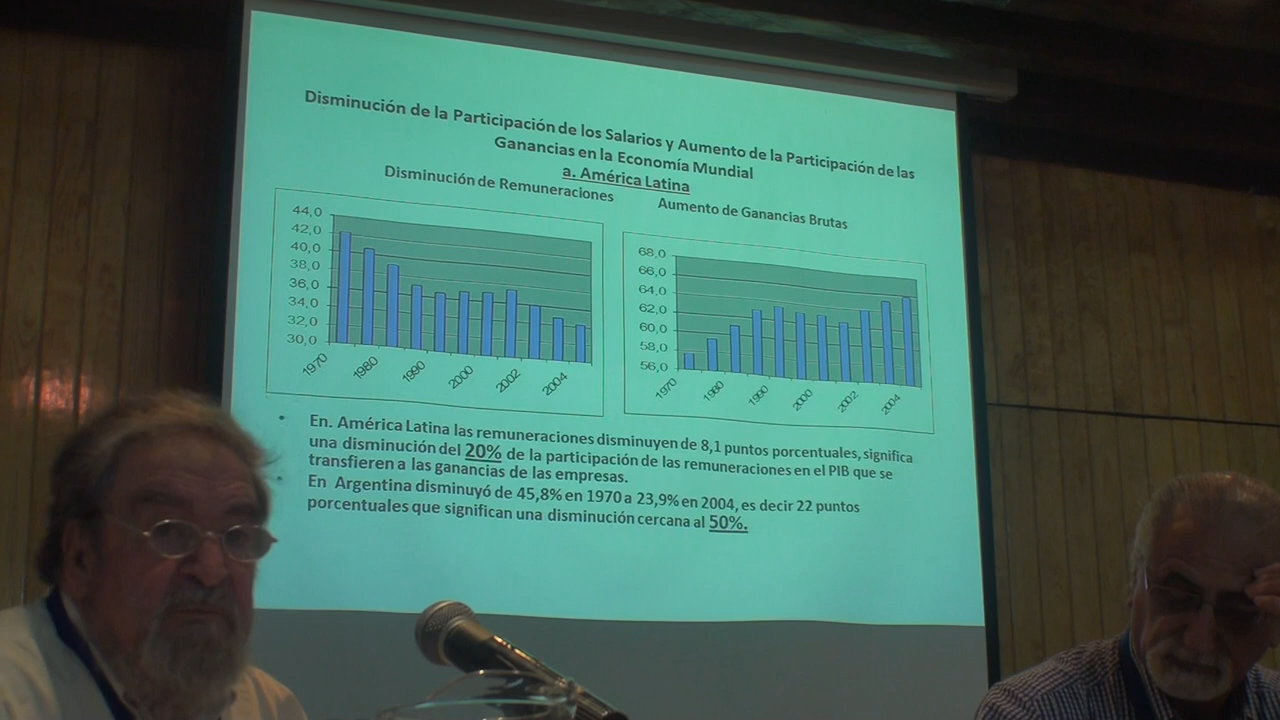 Disminución de la Participación de los Salarios y Aumento de la Participación de las
Ganancias en la Economía Mundial
a. América Latina
Disminución de Remuneraciones
Aumento de Ganancias Brutas
44,0
42,0
40,0
38,0
36,0
34,0
32,0
30,0
1970
1980
1990
2000
2002
2004
68,0
66,0
64,0
62,0
60,0
58,0
56,0
1970
1980
1990
2000
2002
2004
• En. América Latina las remuneraciones disminuyen de 8,1 puntos porcentuales, significa
una disminución del 20% de la participación de las remuneraciones en el PIB que se
transfieren a las ganancias de las empresas.
• En Argentina disminuyó de 45,8% en 1970 a 23,9% en 2004, es decir 22 puntos
porcentuales que significan una disminución cercana al 50%.